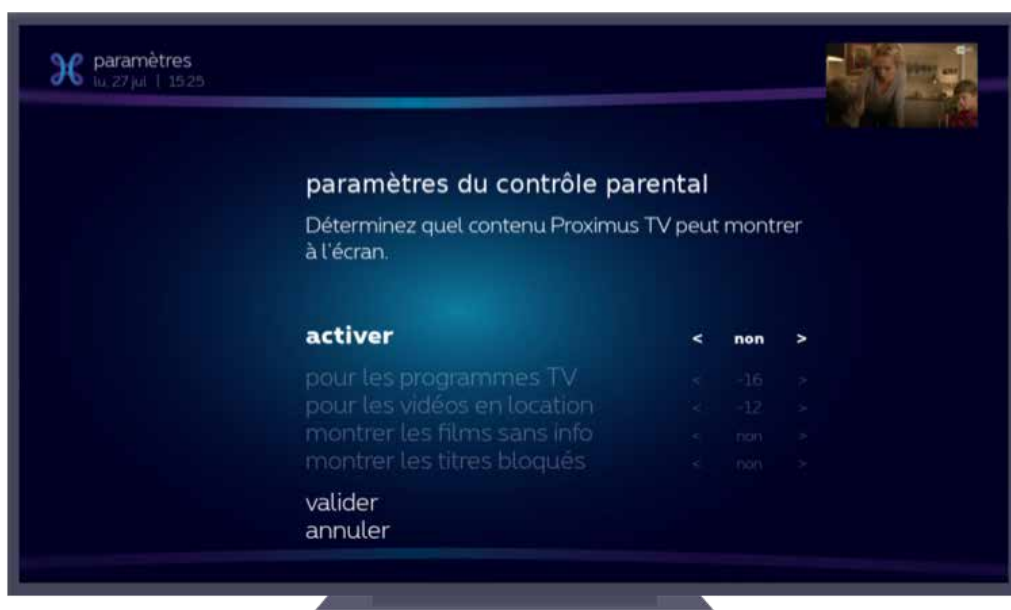 paramètres
lu, 27 jul | 15:25
paramètres du contrôle parental
Déterminez quel contenu Proximus TV peut montrer
à l'écran.
activer < non >
pour les programmes TV < -16 >
pour les vidéos en location < -12 >
montrer les films sans info < non >
montrer les titres bloqués < non >
valider
annuler